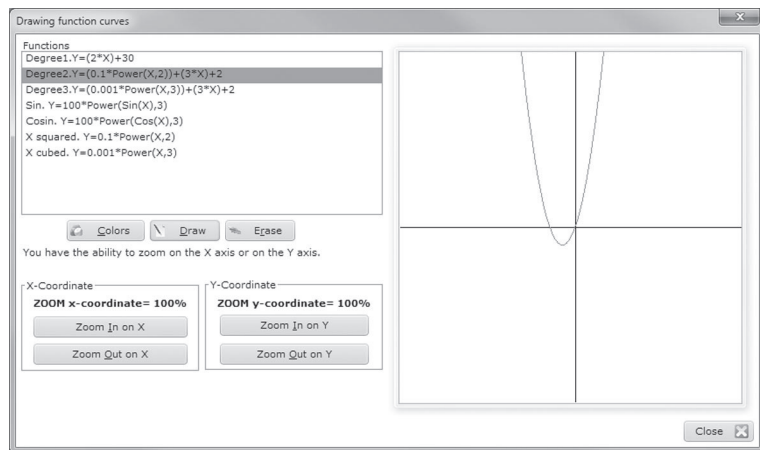 Drawing function curves
Functions
Degree1.Y=(2*X)+30
Degree2.Y=(0.1*Power(X,2))+(3*X)+2
Degree3.Y=(0.001*Power(X,3))+(3*X)+2
Sin. Y=100*Power(Sin(X),3)
Cosin. Y=100*Power(Cos(X),3)
X squared. Y=0.1*Power(X,2)
X cubed. Y=0.001*Power(X,3)
Colors Draw Erase
You have the ability to zoom on the X axis or on the Y axis.
X-Coordinate
ZOOM x-coordinate= 100%
Zoom In on X
Zoom Out on X
Y-Coordinate
ZOOM y-coordinate= 100%
Zoom In on Y
Zoom Out on Y
Close